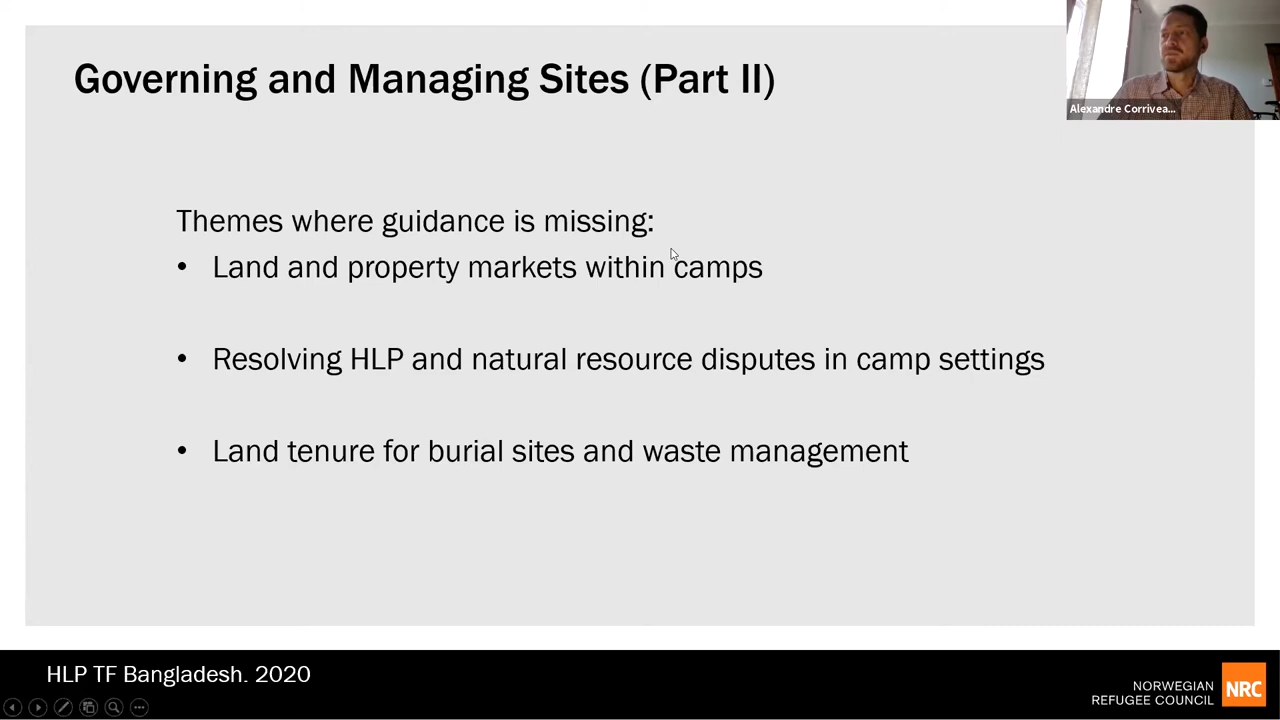 Governing and Managing Sites (Part II)
Alexandre Corrivea...
Themes where guidance is missing:
• Land and property markets within camps
• Resolving HLP and natural resource disputes in camp settings
• Land tenure for burial sites and waste management
HLP TF Bangladesh. 2020
NORWEGIAN
REFUGEE COUNCIL
NRC